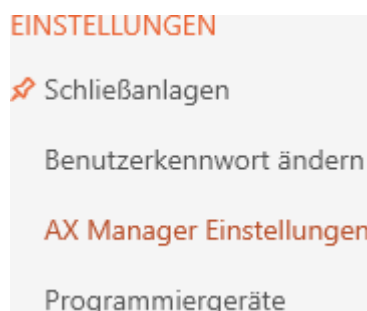 EINSTELLUNGEN
Schließanlagen
Benutzerkennwort ändern
AX Manager Einstellungen
Programmiergeräte